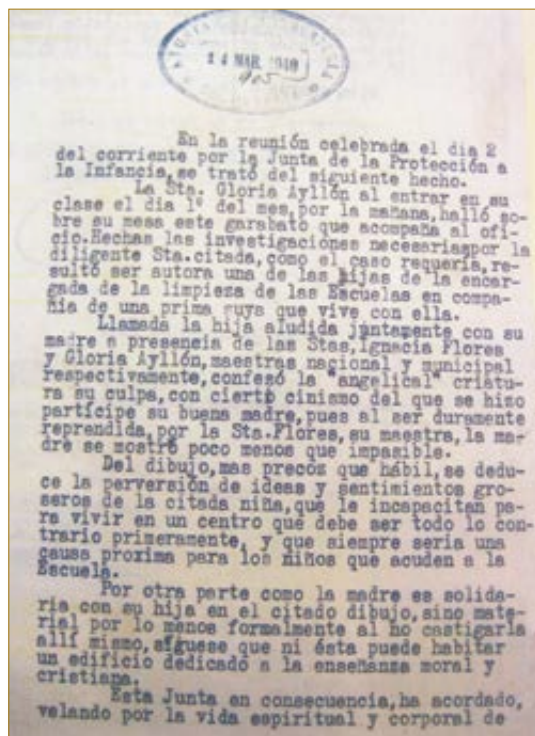 14 MAR. 1940
905
En la reunión celebrada el dia 2
del corriente por la Junta de la Protección a
la Infancia, se trató del siguiente hecho.
La Sta. Gloria Ayllón al entrar en su
clase el dia 1º del mes, por la mañana, halló so-
bre su mesa este garabato que acompaña al ofi-
cio. Hechas las investigaciones necesariaspor la
diligente Sta. citada, como el caso requería, re-
sultó ser autora una de las hijas de la encar-
gada de la limpieza de las Escuelas en compa-
ñia de una prima suya que vive con ella.
Llamada la hija aludida juntamente con su
madre a presencia de las Stas, Ignacia Flores
y Gloria Ayllón, maestras nacional y municipal
respectivamente, confesó la "angelical" criatu-
ra su culpa, con cierto cinismo del que se hizo
partícipe su buena madre, pues al ser duramente
reprendida, por la Sta. Flores, su maestra, la ma-
dre se mostró poco menos que impasible.
Del dibujo, mas precoz que hábil, se dedu-
ce la perversión de ideas y sentimientos gro-
seros de la citada niña, que le incapacitan pa-
ra vivir en un centro que debe ser todo lo con-
trario primeramente, y que siempre seria una
causa proxima para los niños que acuden a la
Escuela.
Por otra parte como la madre es solida-
ria con su hija en el citado dibujo, sino mate-
rial por lo menos formalmente al no castigarla
allí mismo, síguese que ni ésta puede habitar
un edificio dedicado a la enseñanza moral y
cristiana.
Esta Junta en consecuencia, ha acordado,
velando por la vida espiritual y corporal de